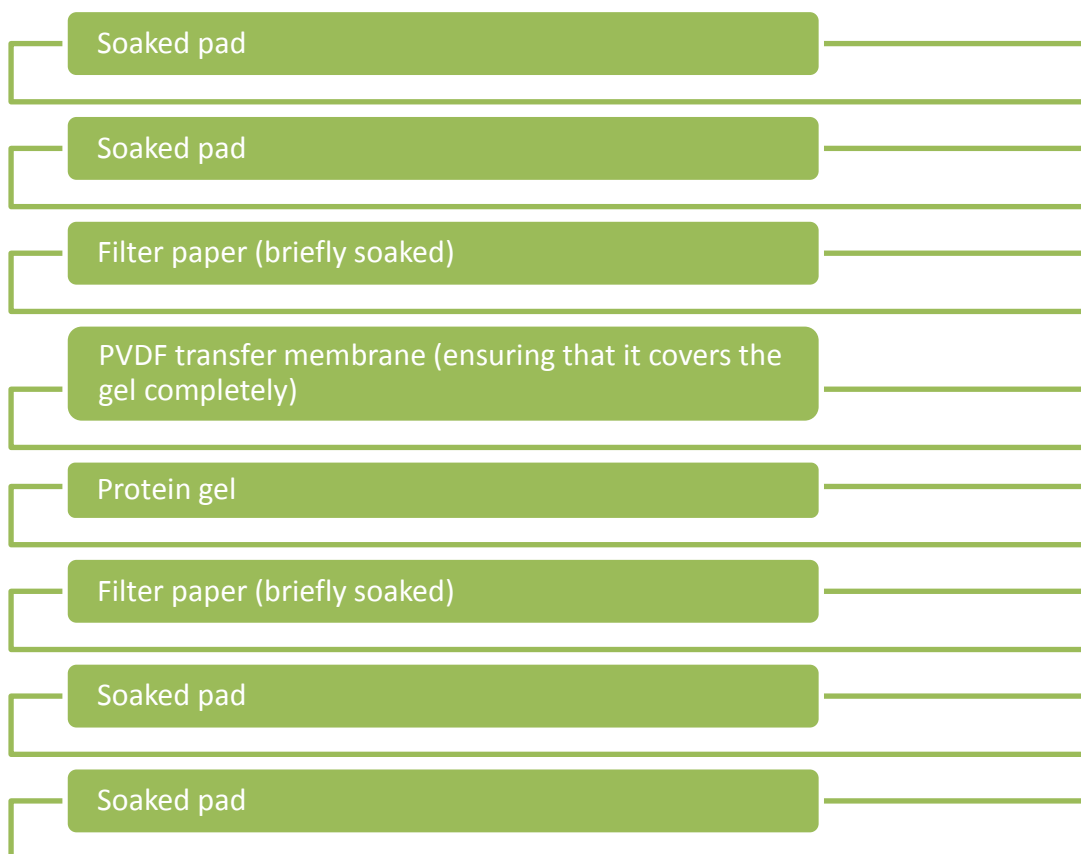 Soaked pad
Soaked pad
Filter paper (briefly soaked)
PVDF transfer membrane (ensuring that it covers the
gel completely)
Protein gel
Filter paper (briefly soaked)
Soaked pad
Soaked pad